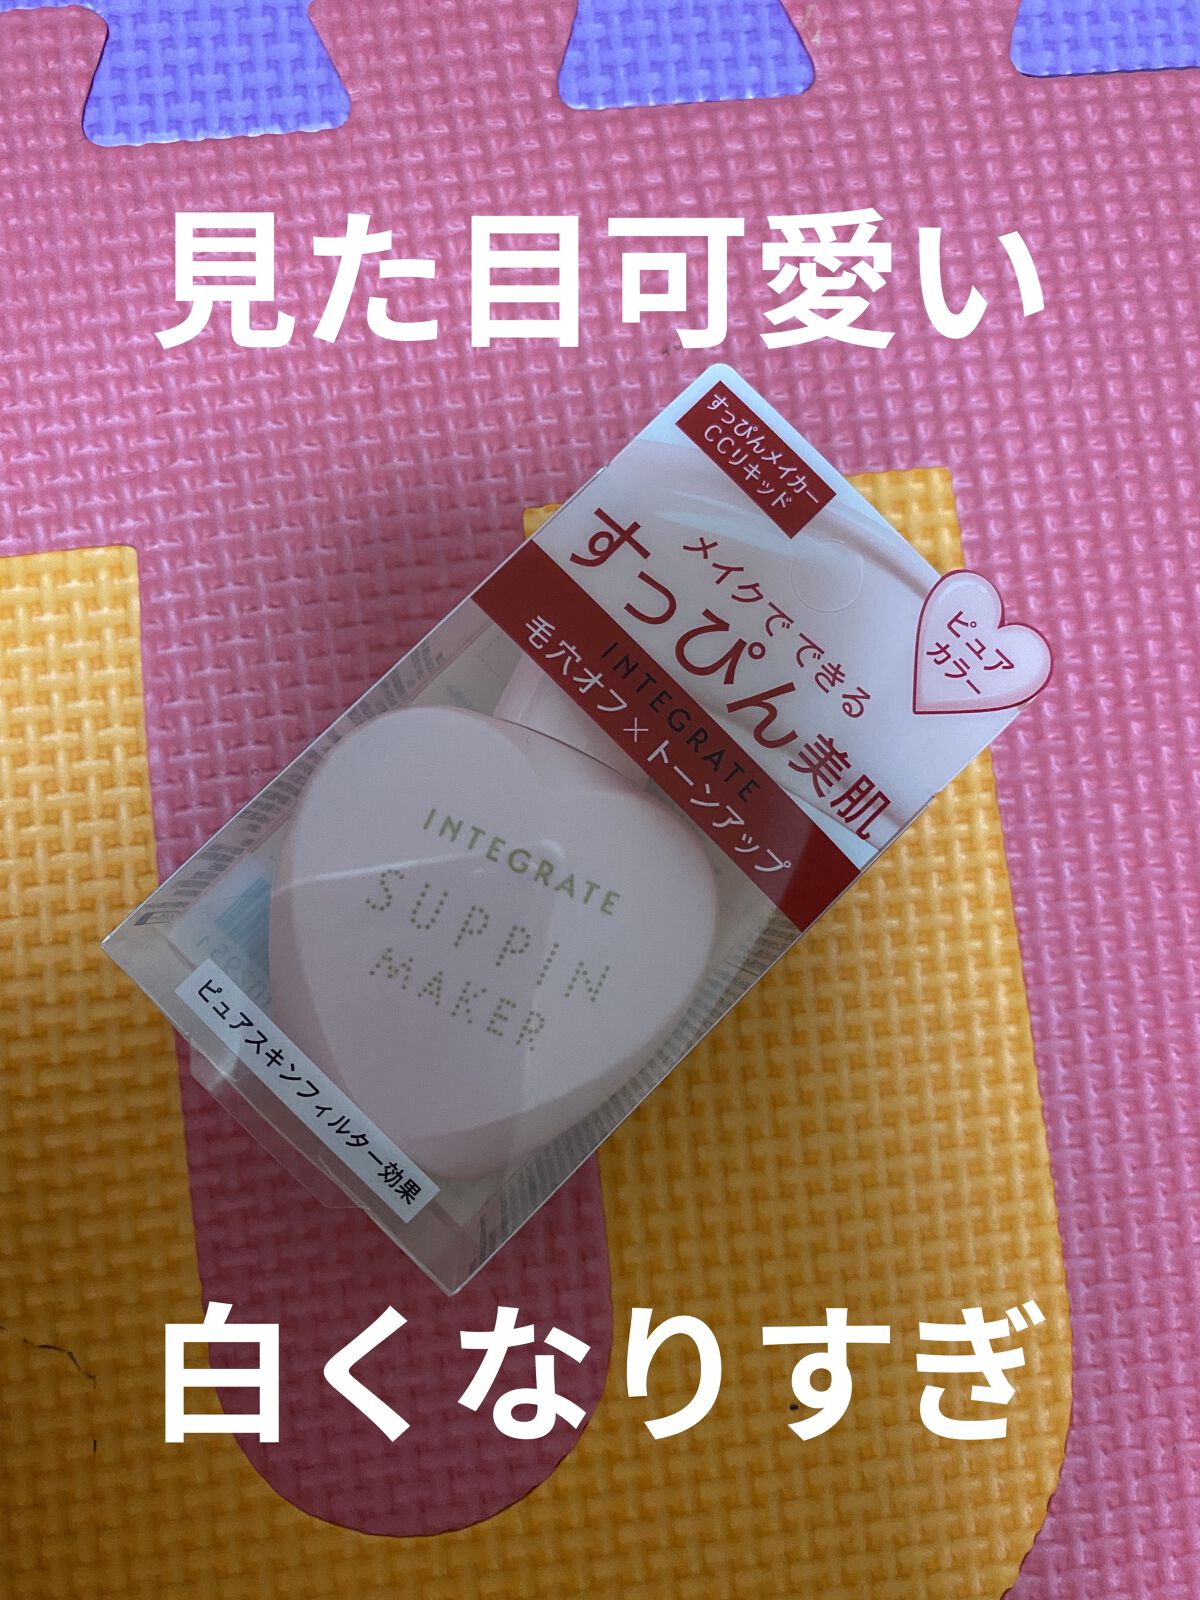 見た目可愛い
すっぴんメイカー
CCリキッド
メイクでできる
すっぴん美肌
ピュア
カラー
INTEGRATE
毛穴オフ×トーンアップ
INTEGRATE
SUPPIN
MAKER
ピュアスキンフィルター効果
白くなりすぎ